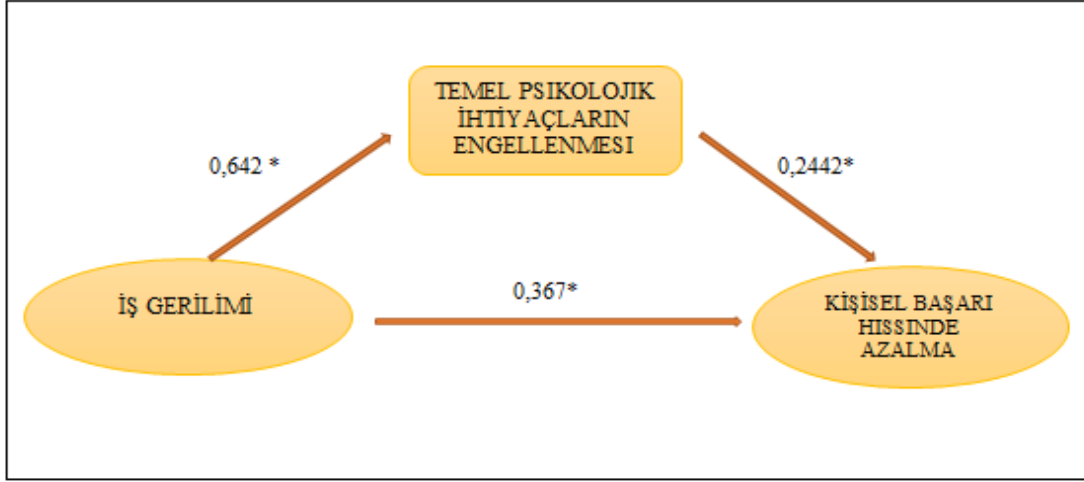 TEMEL PSIKOLOJIK
İHTİYAÇLARIN
ENGELLENMESİ
0,642 *
0,2442*
İŞ GERİLİMİ
0,367*
KİŞİSEL BAŞARI
HISSINDE
AZALMA